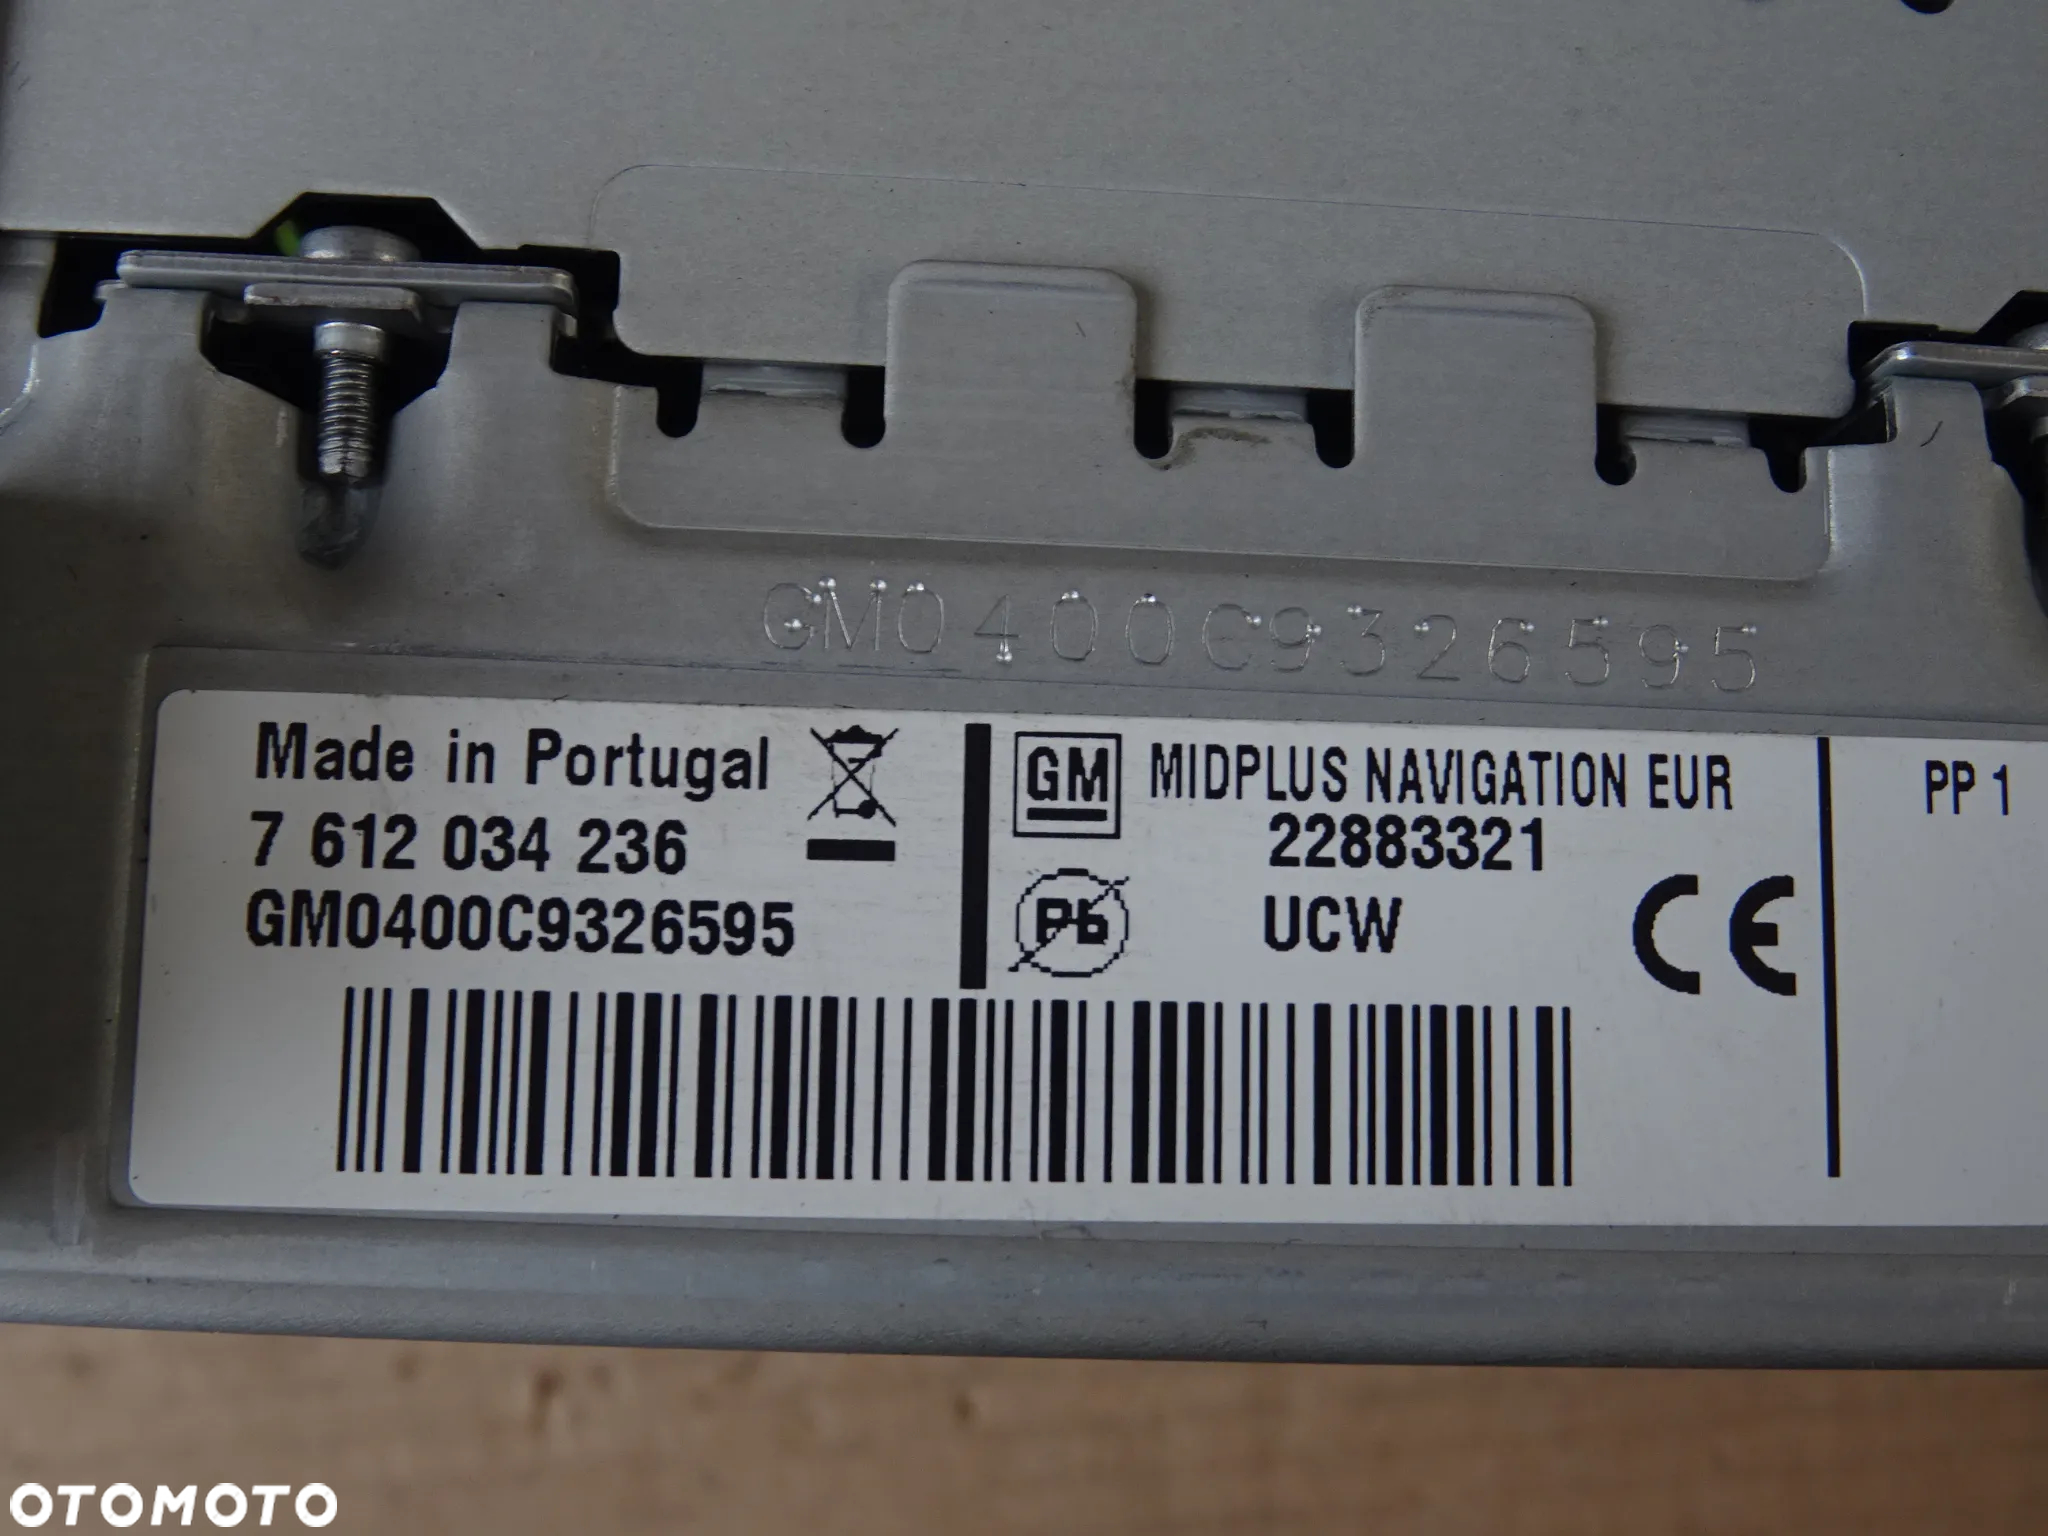 GM0400C9326595
Made in Portugal
7 612 034 236
GM0400C9326595
GM MIDPLUS NAVIGATION EUR
22883321
Pb UCW CE
PP 1
OTOMOTO